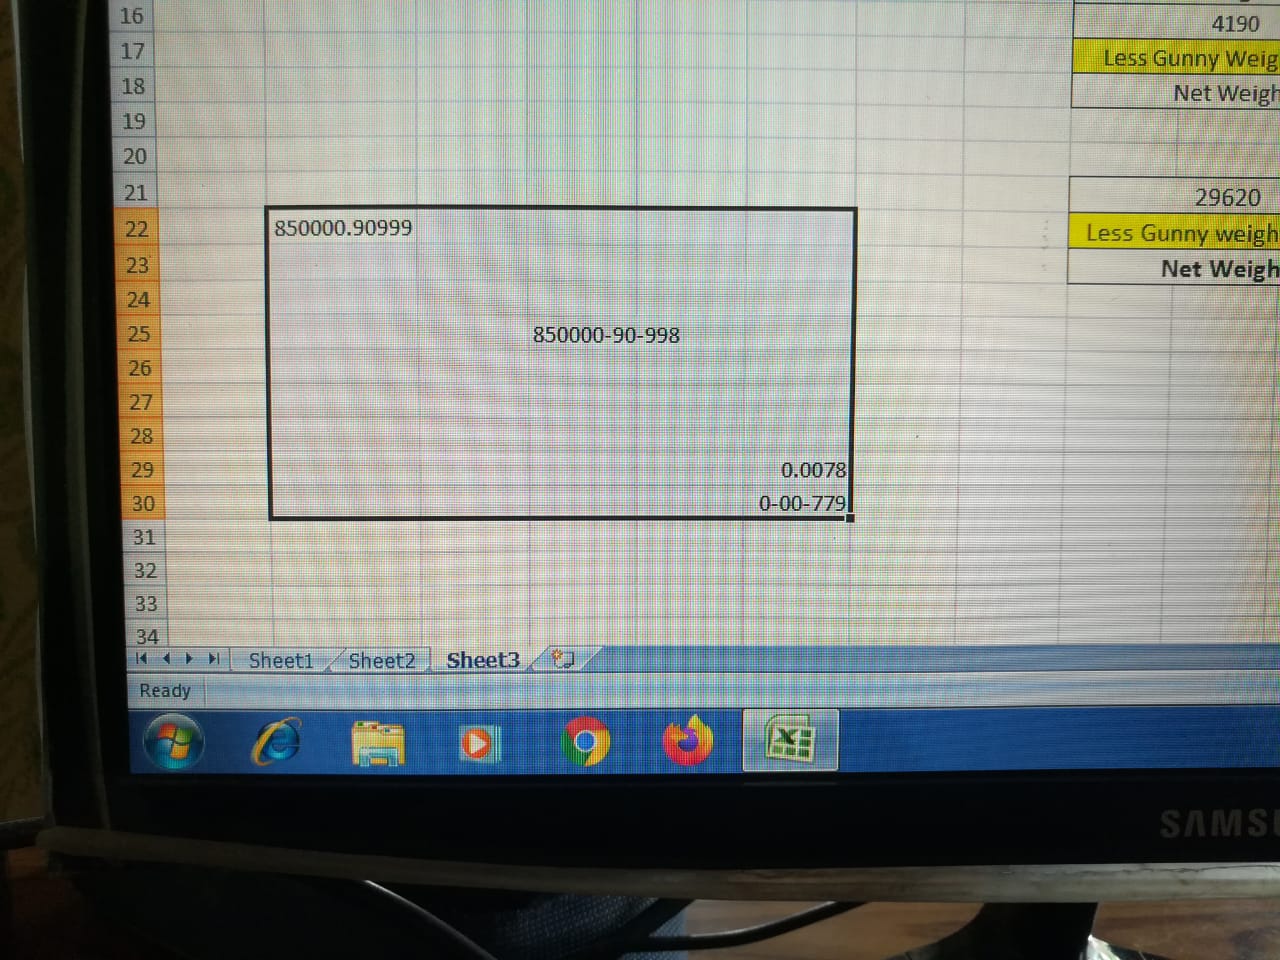 16
4190
17
Less Gunny Weig
18
Net Weigh
19
20
21
29620
22
850000.90999
Less Gunny weigh
23
Net Weigh
24
25
850000-90-998
26
27
28
29
0.0078
30
0-00-779
31
32
33
34
Sheet1
Sheet2
Sheet3
Ready
SAMS